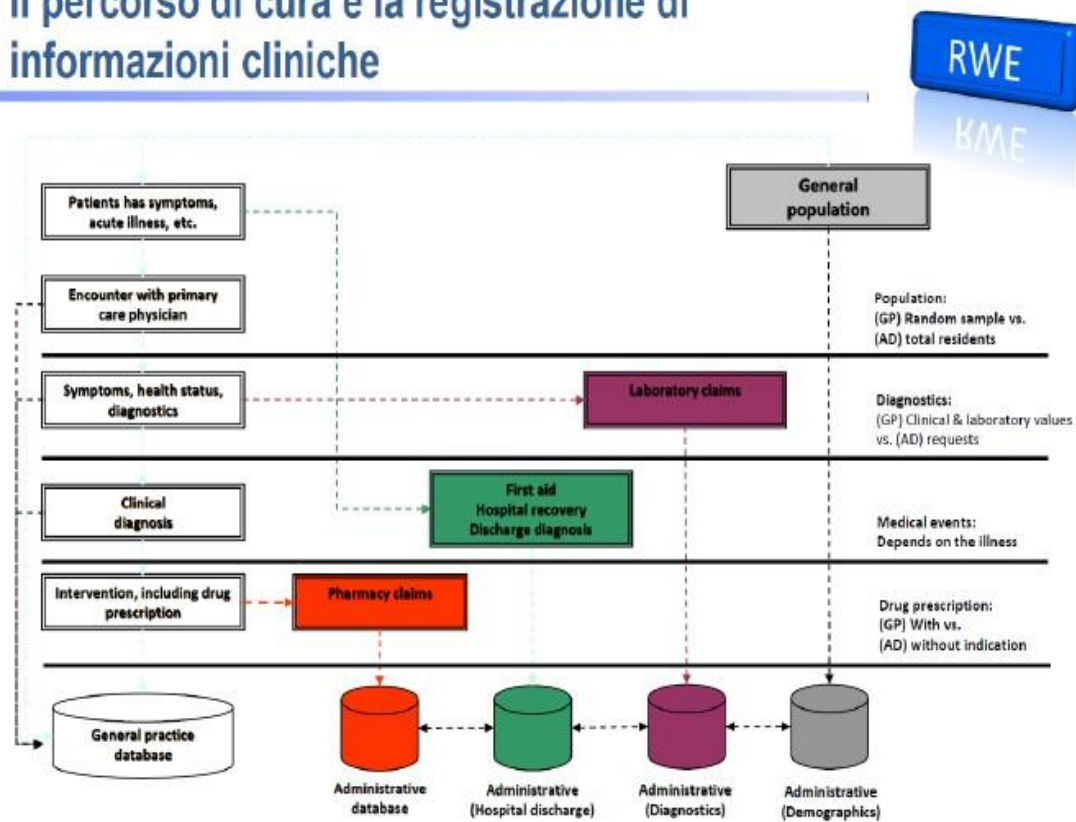 Il percorso di cura e la registrazione di
informazioni cliniche
RWE
General
population
Patients has symptoms,
acute illness, etc.
Encounter with primary
care physician
Population:
(GP) Random sample vs.
(AD) total residents
Symptoms, health status,
diagnostics
Laboratory claims
Diagnostics:
(GP) Clinical & laboratory values
vs. (AD) requests
Clinical
diagnosis
First aid
Hospital recovery
Discharge diagnosis
Medical events:
Depends on the illness
Intervention, including drug
prescription
Pharmacy claims
Drug prescription:
(GP) With vs.
(AD) without indication
General practice
database
Administrative
database
Administrative
(Hospital discharge)
Administrative
(Diagnostics)
Administrative
(Demographics)